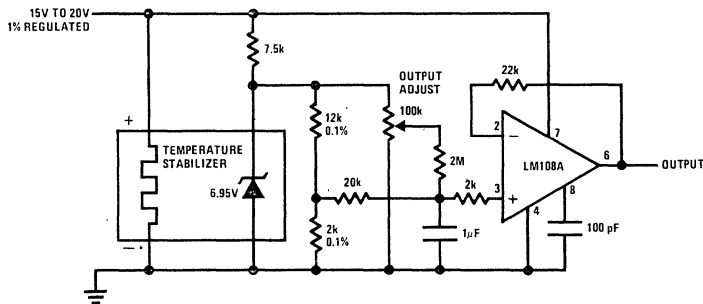 15V TO 20V
1% REGULATED
7.5k
OUTPUT
ADJUST
22k
+
TEMPERATURE
STABILIZER
6.95V
12k
0.1%
100k
2M
20k
2k
2k
0.1%
1μF
2
−
7
LM108A
6
OUTPUT
3
+
4
8
100 pF
−